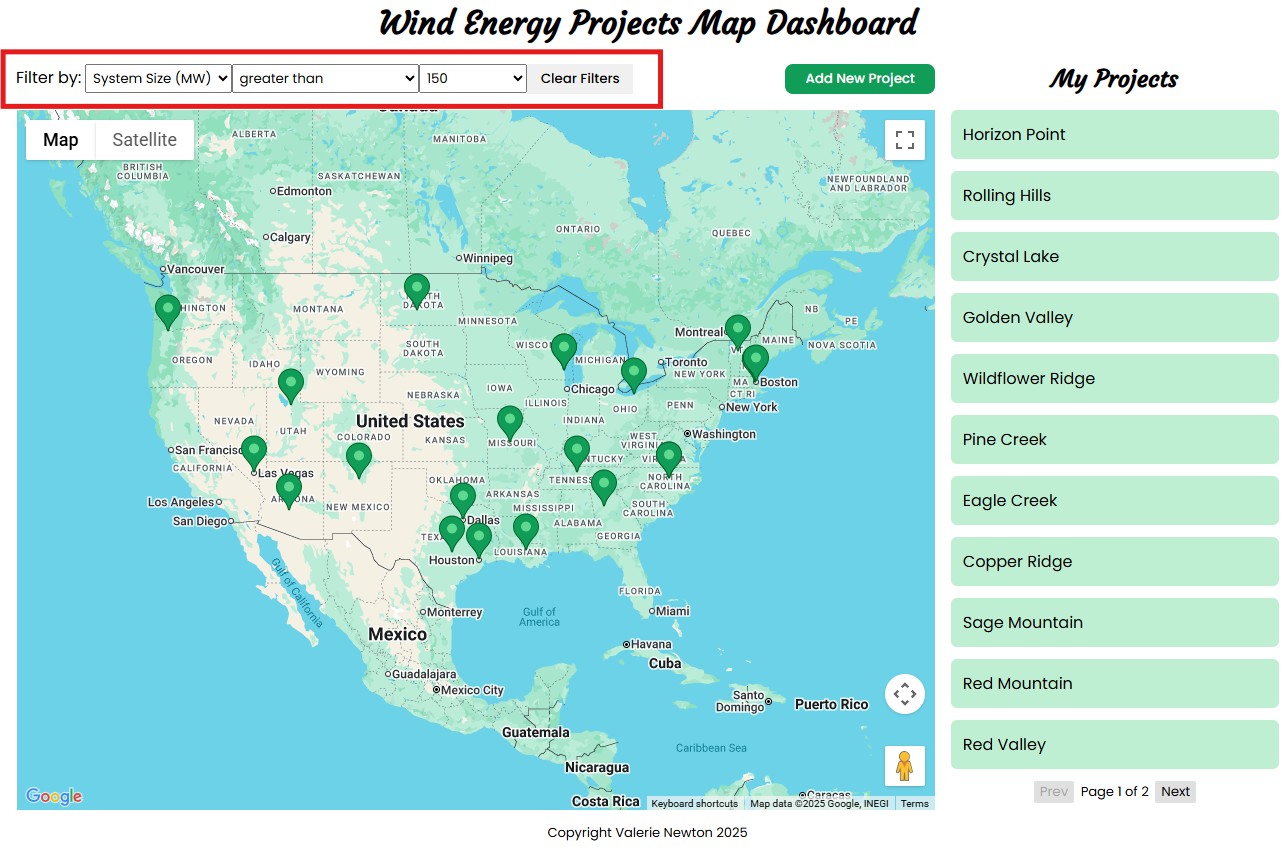 Wind Energy Projects Map Dashboard
Filter by: System Size (MW) greater than 150 Clear Filters
Add New Project
My Projects
Map Satellite
ALBERTA
MANITOBA
BRITISH
COLUMBIA
SASKATCHEWAN
NEWFOUNDLAND
AND LABRADOR
Edmonton
ONTARIO
QUEBEC
Calgary
Winnipeg
Vancouver
MONTANA
MINNESOTA
NB
PE
NOVA SCOTIA
Montreal
MAINE
OREGON
IDAHO
WYOMING
SOUTH
DAKOTA
MICHIGAN
Toronto
NEW YORK
MA
CT RI
Boston
NEBRASKA
IOWA
Chicago
ILLINOIS
INDIANA
OHIO
PENN
New York
NEVADA
UTAH
United States
COLORADO
KANSAS
MISSOURI
WEST
VIRGINIA
Washington
San Francisc
CALIFORNIA
Las Vegas
Los Angeles
San Diego
NEW MEXICO
OKLAHOMA
ARKANSAS
NORTH
CAROLINA
SOUTH
CAROLINA
MISSISSIPPI
ALABAMA
GEORGIA
Dallas
LOUISIANA
Houston
Gulf of California
FLORIDA
Miami
Monterrey
Gulf of
America
Mexico
Havana
Cuba
Guadalajara
Mexico City
Santo
Domingo
Puerto Rico
Guatemala
Caribbean Sea
Nicaragua
Costa Rica
Caracas
Google
Keyboard shortcuts Map data ©2025 Google, INEGI Terms
Horizon Point
Rolling Hills
Crystal Lake
Golden Valley
Wildflower Ridge
Pine Creek
Eagle Creek
Copper Ridge
Sage Mountain
Red Mountain
Red Valley
Prev Page 1 of 2 Next
Copyright Valerie Newton 2025